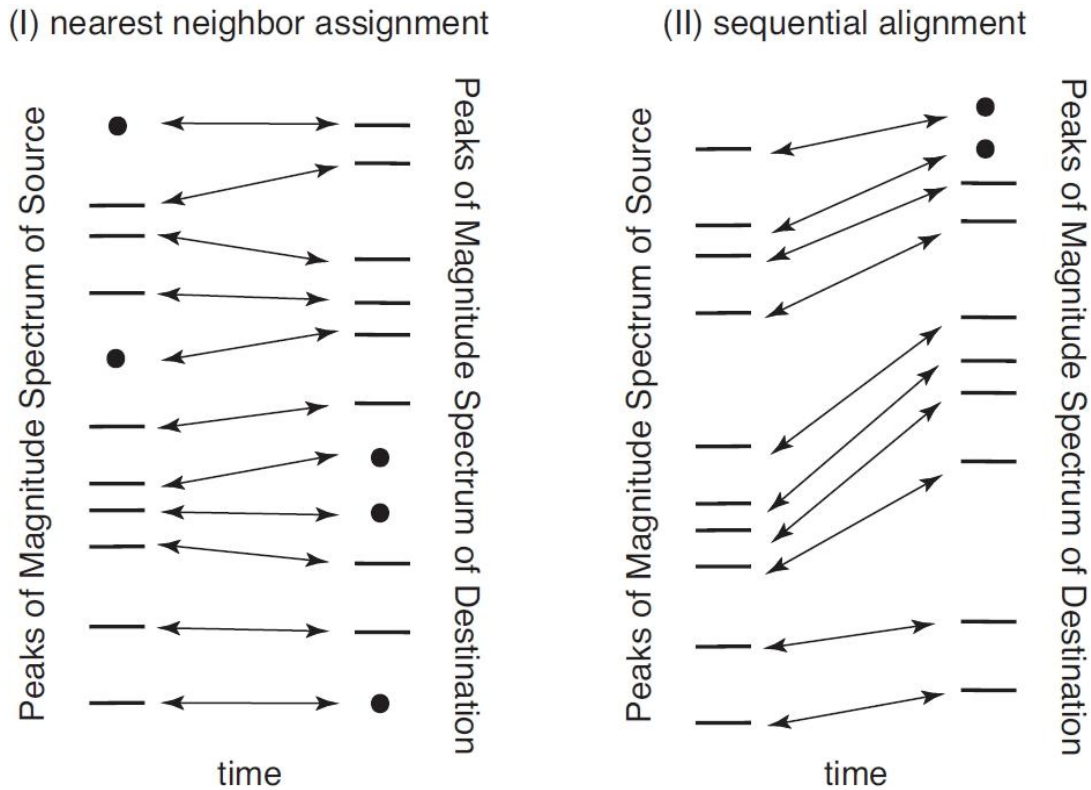 (I) nearest neighbor assignment
Peaks of Magnitude Spectrum of Source
Peaks of Magnitude Spectrum of Destination
time
(II) sequential alignment
Peaks of Magnitude Spectrum of Source
Peaks of Magnitude Spectrum of Destination
time